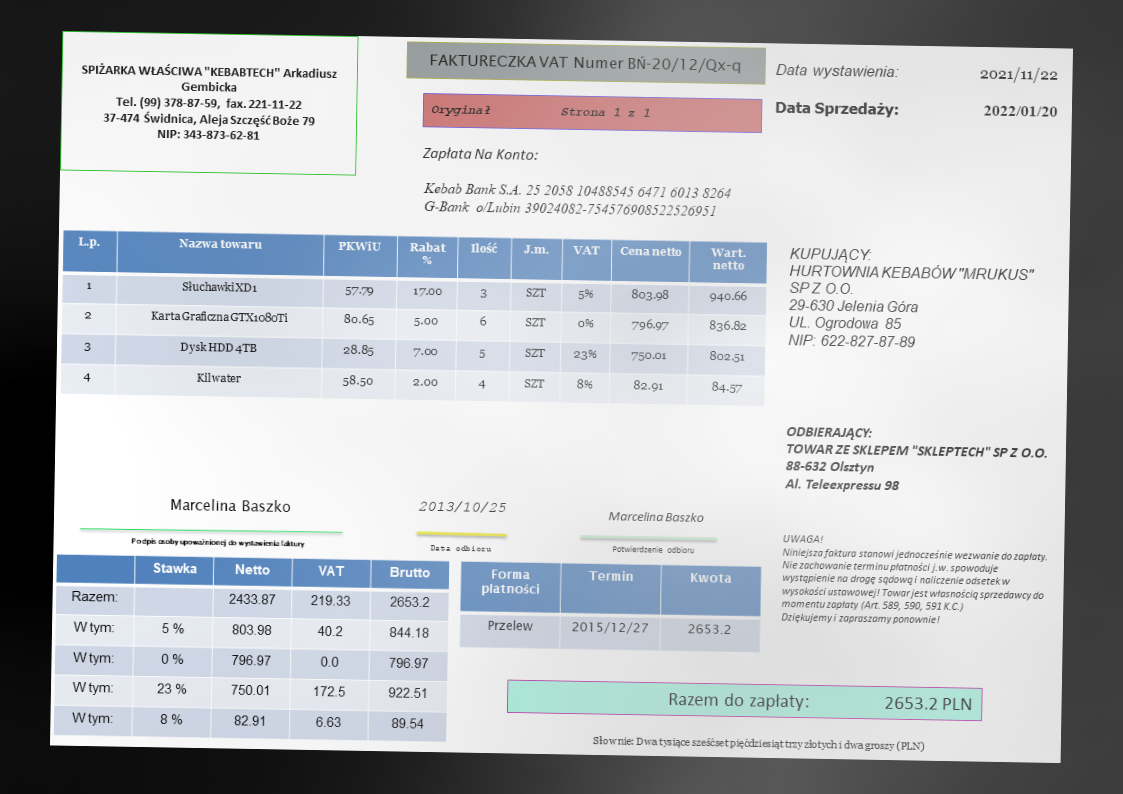 SPIŻARKA WŁAŚCIWA "KEBABTECH" Arkadiusz
Gembicka
Tel. (99) 378-87-59, fax. 221-11-22
37-474 Świdnica, Aleja Szczęść Boże 79
NIP: 343-873-62-81
FAKTURECZKA VAT Numer BŃ-20/12/Qx-q
Oryginał Strona 1 z 1
Data wystawienia: 2021/11/22
Data Sprzedaży: 2022/01/20
Zapłata Na Konto:
Kebab Bank S.A. 25 2058 10488545 6471 6013 8264
G-Bank o/Lubin 39024082-754576908522526951
L.p. Nazwa towaru PKWiU Rabat % Ilość J.m. VAT Cena netto Wart. netto
1 Słuchawki XD1 57.79 17.00 3 SZT 5% 803.98 940.66
2 Karta Graficzna GTX1080Ti 80.65 5.00 6 SZT 0% 796.97 836.82
3 Dysk HDD 4TB 28.85 7.00 5 SZT 23% 750.01 802.51
4 Kilwater 58.50 2.00 4 SZT 8% 82.91 84.57
KUPUJĄCY:
HURTOWNIA KEBABÓW "MRUKUS"
SP Z O.O.
29-630 Jelenia Góra
UL. Ogrodowa 85
NIP: 622-827-87-89
ODBIERAJĄCY:
TOWAR ZE SKLEPEM "SKLEPTECH" SP Z O.O.
88-632 Olsztyn
Al. Teleexpressu 98
Marcelina Baszko
Podpis osoby upoważnionej do wystawienia faktury
2013/10/25
Data odbioru
Marcelina Baszko
Potwierdzenie odbioru
UWAGA!
Niniejsza faktura stanowi jednocześnie wezwanie do zapłaty.
Nie zachowanie terminu płatności j.w. spowoduje
wystąpienie na drogę sądową i naliczenie odsetek w
wysokości ustawowej! Towar jest własnością sprzedawcy do
momentu zapłaty (Art. 589, 590, 591 K.C.)
Dziękujemy i zapraszamy ponownie!
Stawka Netto VAT Brutto
Razem: 2433.87 219.33 2653.2
W tym: 5 % 803.98 40.2 844.18
W tym: 0 % 796.97 0.0 796.97
W tym: 23 % 750.01 172.5 922.51
W tym: 8 % 82.91 6.63 89.54
Forma płatności Termin Kwota
Przelew 2015/12/27 2653.2
Razem do zapłaty: 2653.2 PLN
Słownie: Dwa tysiące sześćset pięćdziesiąt trzy złotych i dwa groszy (PLN)